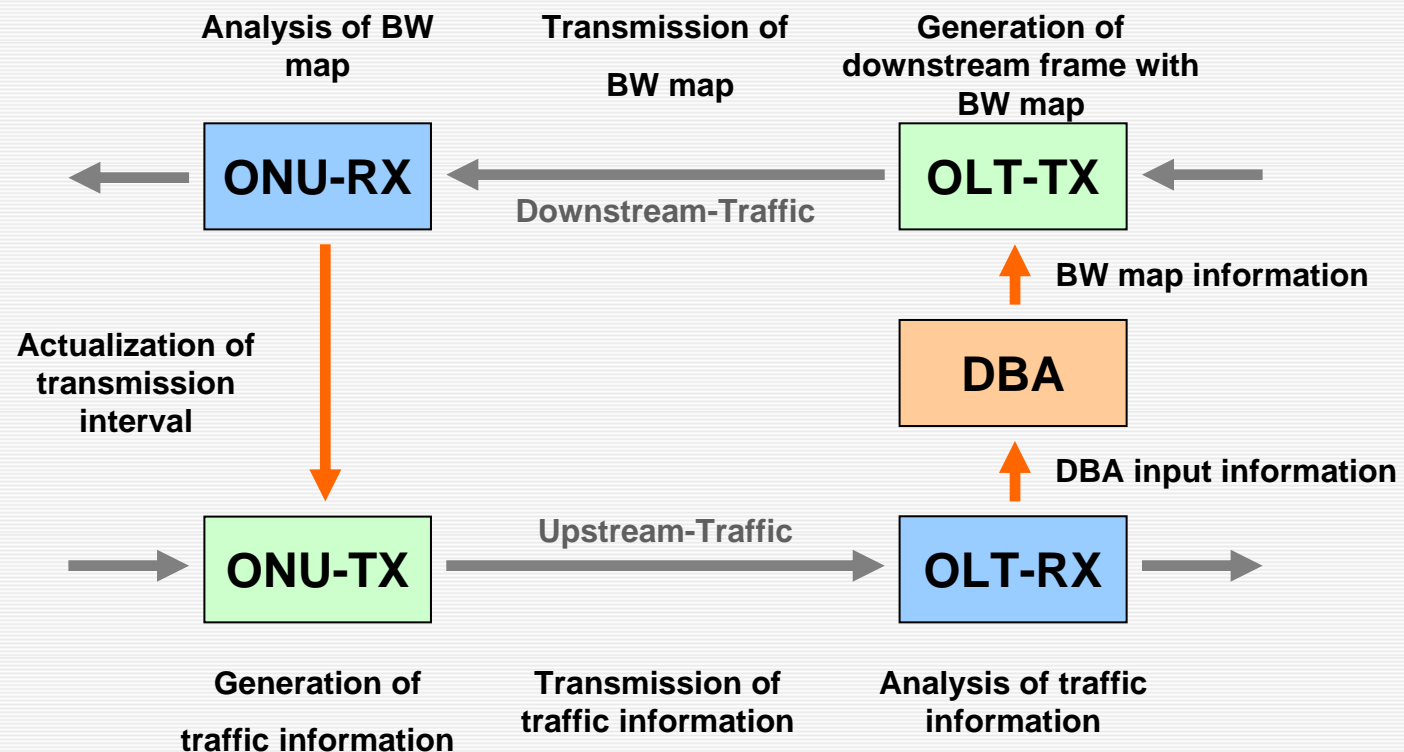 Analysis of BW
map
Transmission of
BW map
Generation of
downstream frame with
BW map
ONU-RX
OLT-TX
Downstream-Traffic
BW map information
Actualization of
transmission
interval
DBA
DBA input information
Upstream-Traffic
ONU-TX
OLT-RX
Generation of
traffic information
Transmission of
traffic information
Analysis of traffic
information